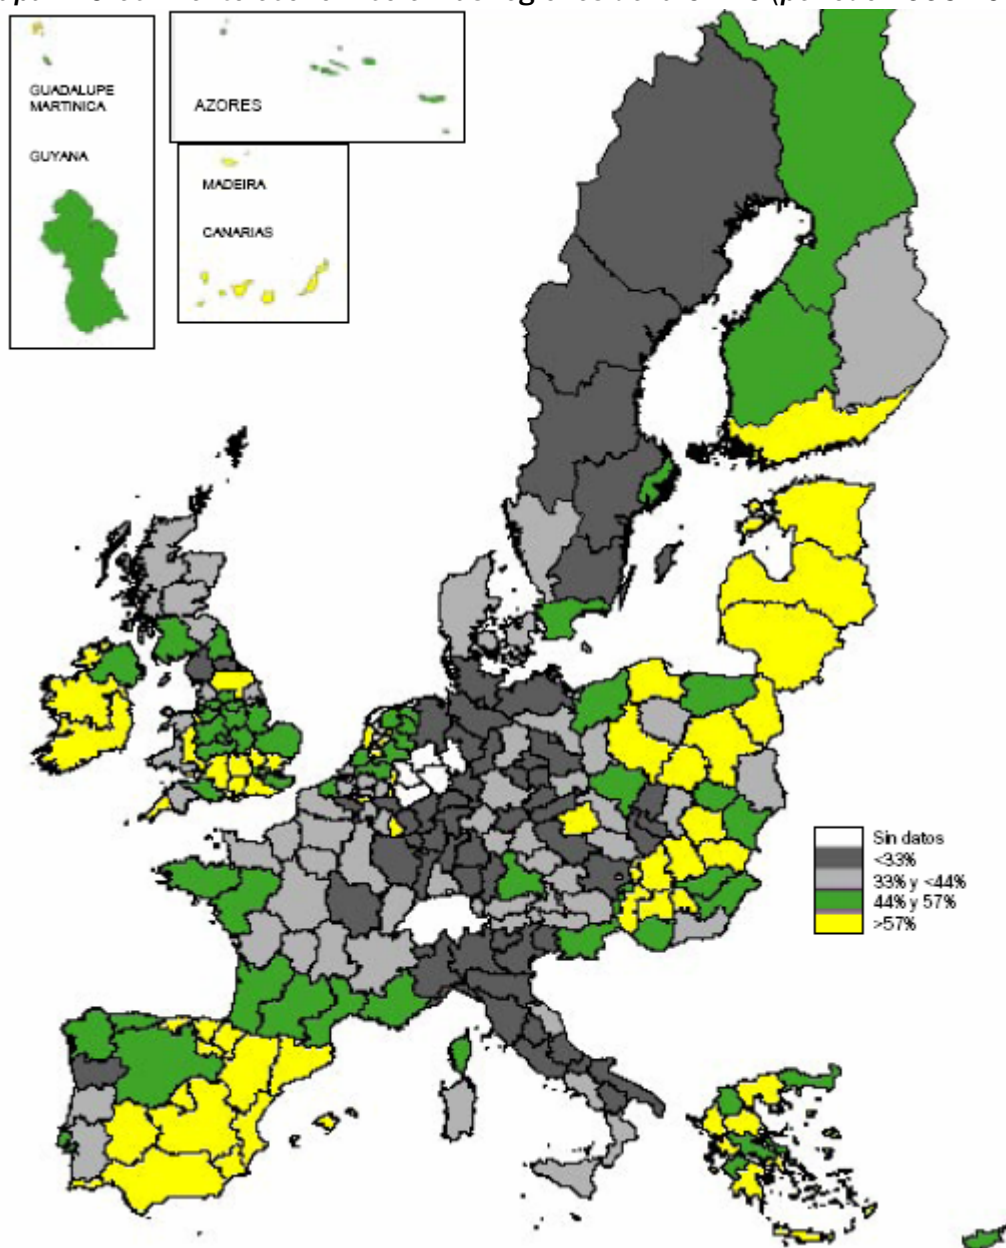 GUADALUPE
MARTINICA
GUYANA
AZORES
MADEIRA
CANARIAS
Sin datos
<33%
33% y <44%
44% y 57%
>57%